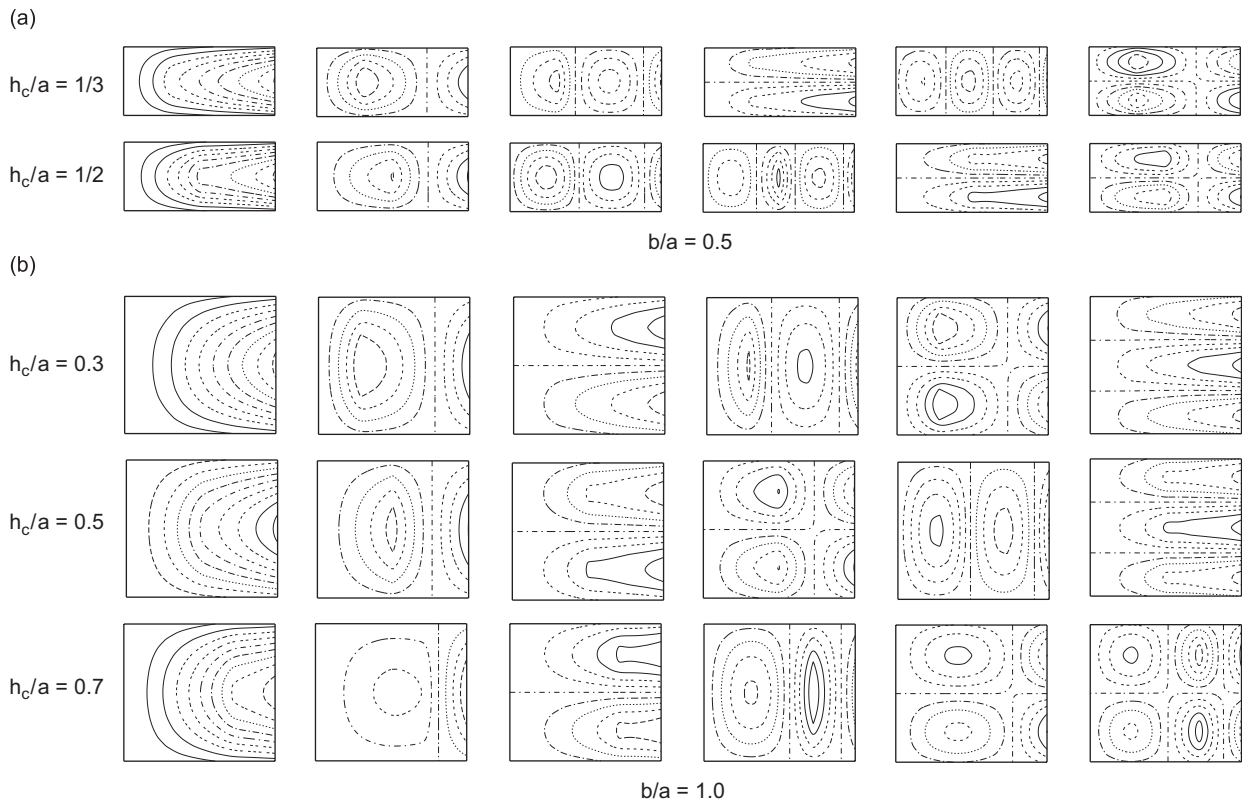 (a)
h_c/a = 1/3
h_c/a = 1/2
b/a = 0.5
(b)
h_c/a = 0.3
h_c/a = 0.5
h_c/a = 0.7
b/a = 1.0